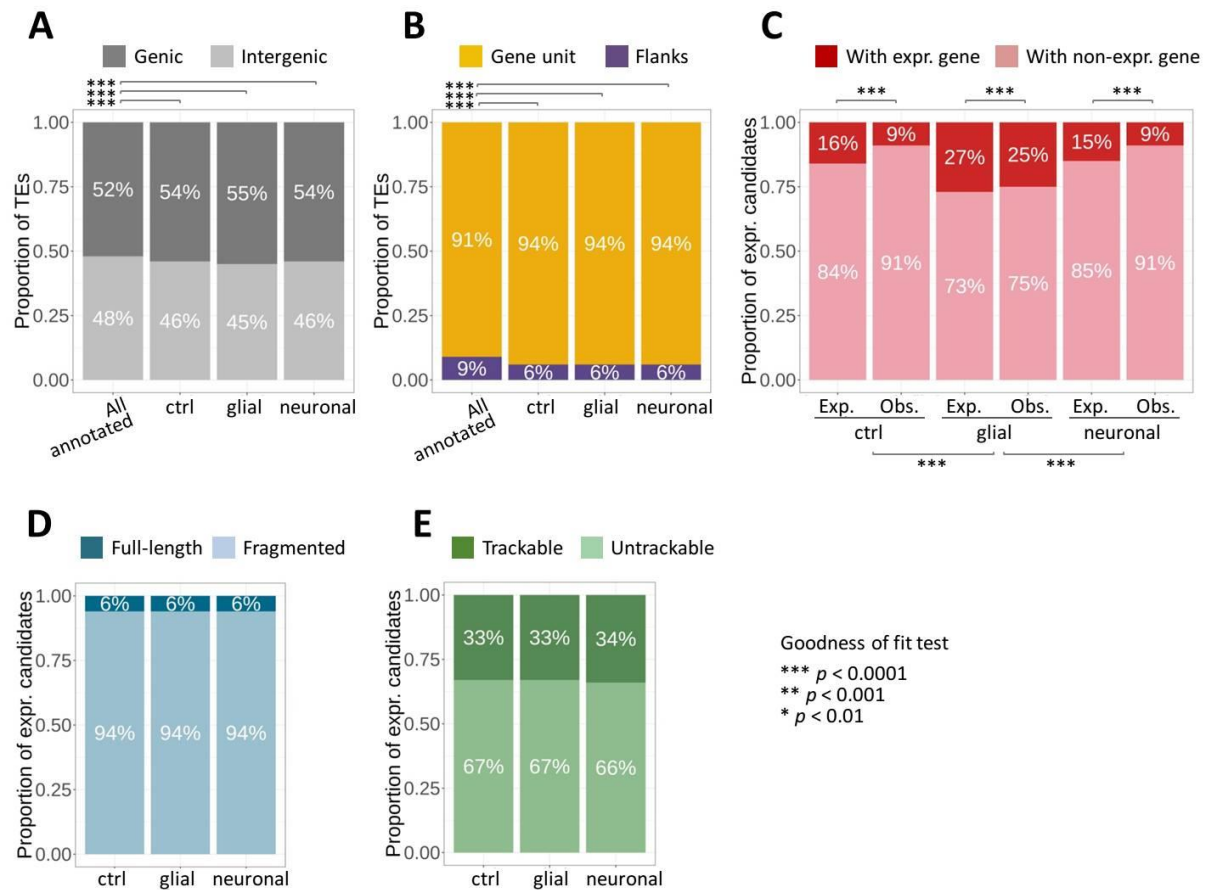 A
Genic Intergenic
***
***
***
Proportion of TEs
1.00
0.75
0.50
0.25
0.00
52% 54% 55% 54%
48% 46% 45% 46%
All annotated ctrl glial neuronal
B
Gene unit Flanks
***
***
***
Proportion of TEs
1.00
0.75
0.50
0.25
0.00
91% 94% 94% 94%
9% 6% 6% 6%
All annotated ctrl glial neuronal
C
With expr. gene With non-expr. gene
*** *** ***
Proportion of expr. candidates
1.00
0.75
0.50
0.25
0.00
16% 9% 27% 25% 15% 9%
84% 91% 73% 75% 85% 91%
Exp. Obs. Exp. Obs. Exp. Obs.
ctrl glial neuronal
*** ***
D
Full-length Fragmented
Proportion of expr. candidates
1.00
0.75
0.50
0.25
0.00
6% 6% 6%
94% 94% 94%
ctrl glial neuronal
E
Trackable Untrackable
Proportion of expr. candidates
1.00
0.75
0.50
0.25
0.00
33% 33% 34%
67% 67% 66%
ctrl glial neuronal
Goodness of fit test
*** p < 0.0001
** p < 0.001
* p < 0.01